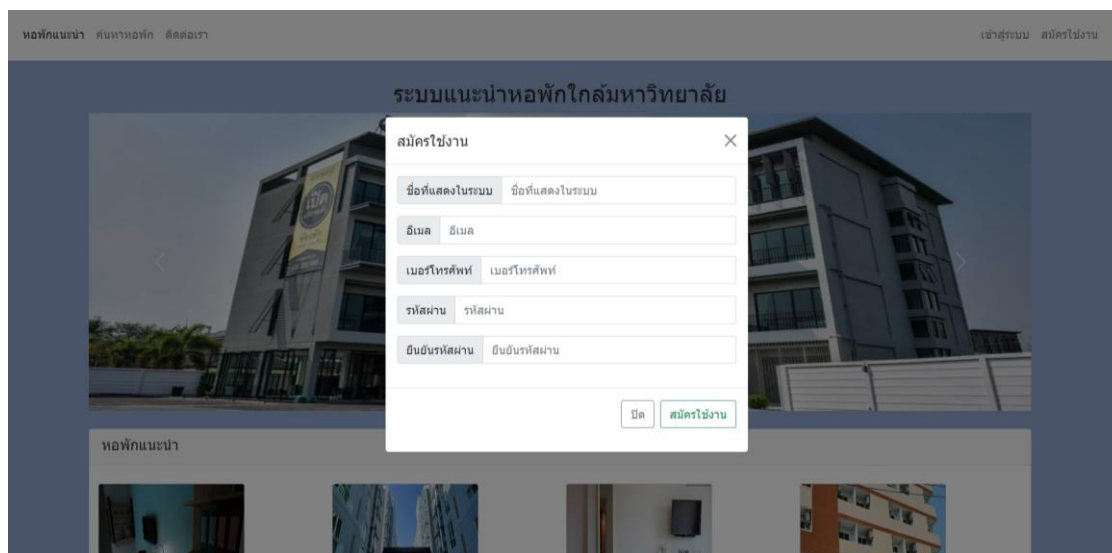 หอพักแนะนำ ค้นหาหอพัก ติดต่อเรา เข้าสู่ระบบ สมัครใช้งาน
ระบบแนะนำหอพักใกล้มหาวิทยาลัย
สมัครใช้งาน
ชื่อที่แสดงในระบบ ชื่อที่แสดงในระบบ
อีเมล อีเมล
เบอร์โทรศัพท์ เบอร์โทรศัพท์
รหัสผ่าน รหัสผ่าน
ยืนยันรหัสผ่าน ยืนยันรหัสผ่าน
ปิด สมัครใช้งาน
เปิด
หอพักแนะนำ